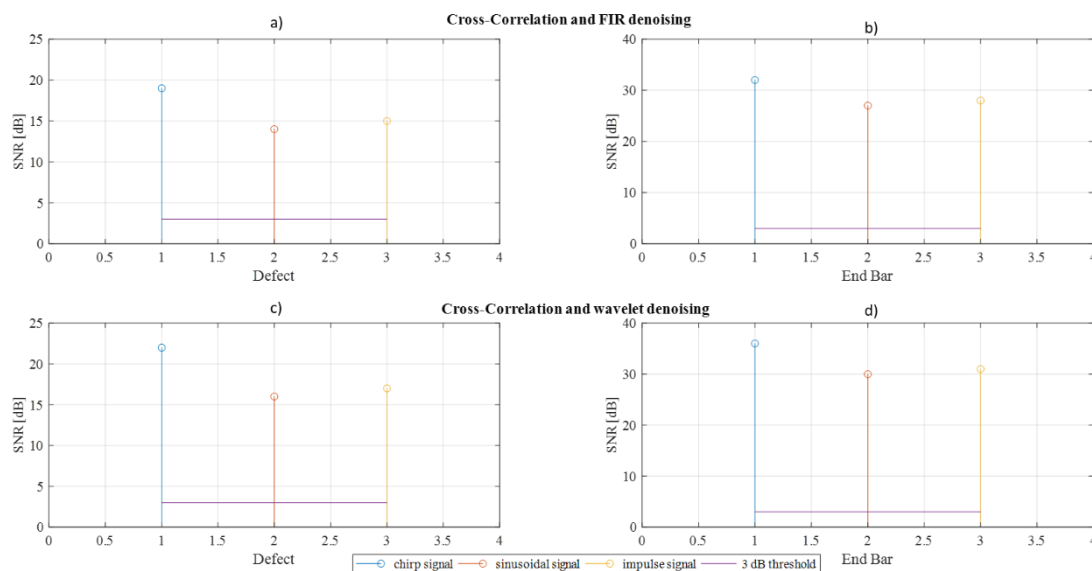 Cross-Correlation and FIR denoising
a)
25
20
15
10
5
0
SNR [dB]
0 0.5 1 1.5 2 2.5 3 3.5 4
Defect
b)
40
30
20
10
0
SNR [dB]
0 0.5 1 1.5 2 2.5 3 3.5 4
End Bar
Cross-Correlation and wavelet denoising
c)
25
20
15
10
5
0
SNR [dB]
0 0.5 1 1.5 2 2.5 3 3.5 4
Defect
d)
40
30
20
10
0
SNR [dB]
0 0.5 1 1.5 2 2.5 3 3.5 4
End Bar
chirp signal sinusoidal signal impulse signal 3 dB threshold